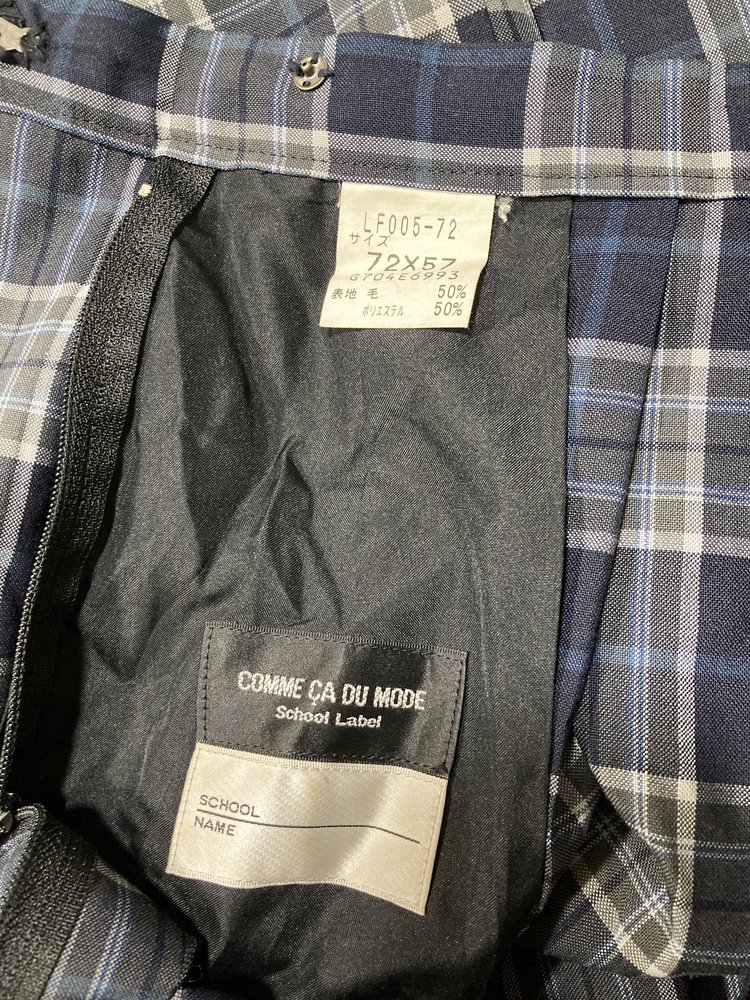 LF005-72
サイズ
72X57
G704E6993
表地 毛 50%
ポリエステル 50%
COMME ÇA DU MODE
School Label
SCHOOL
NAME